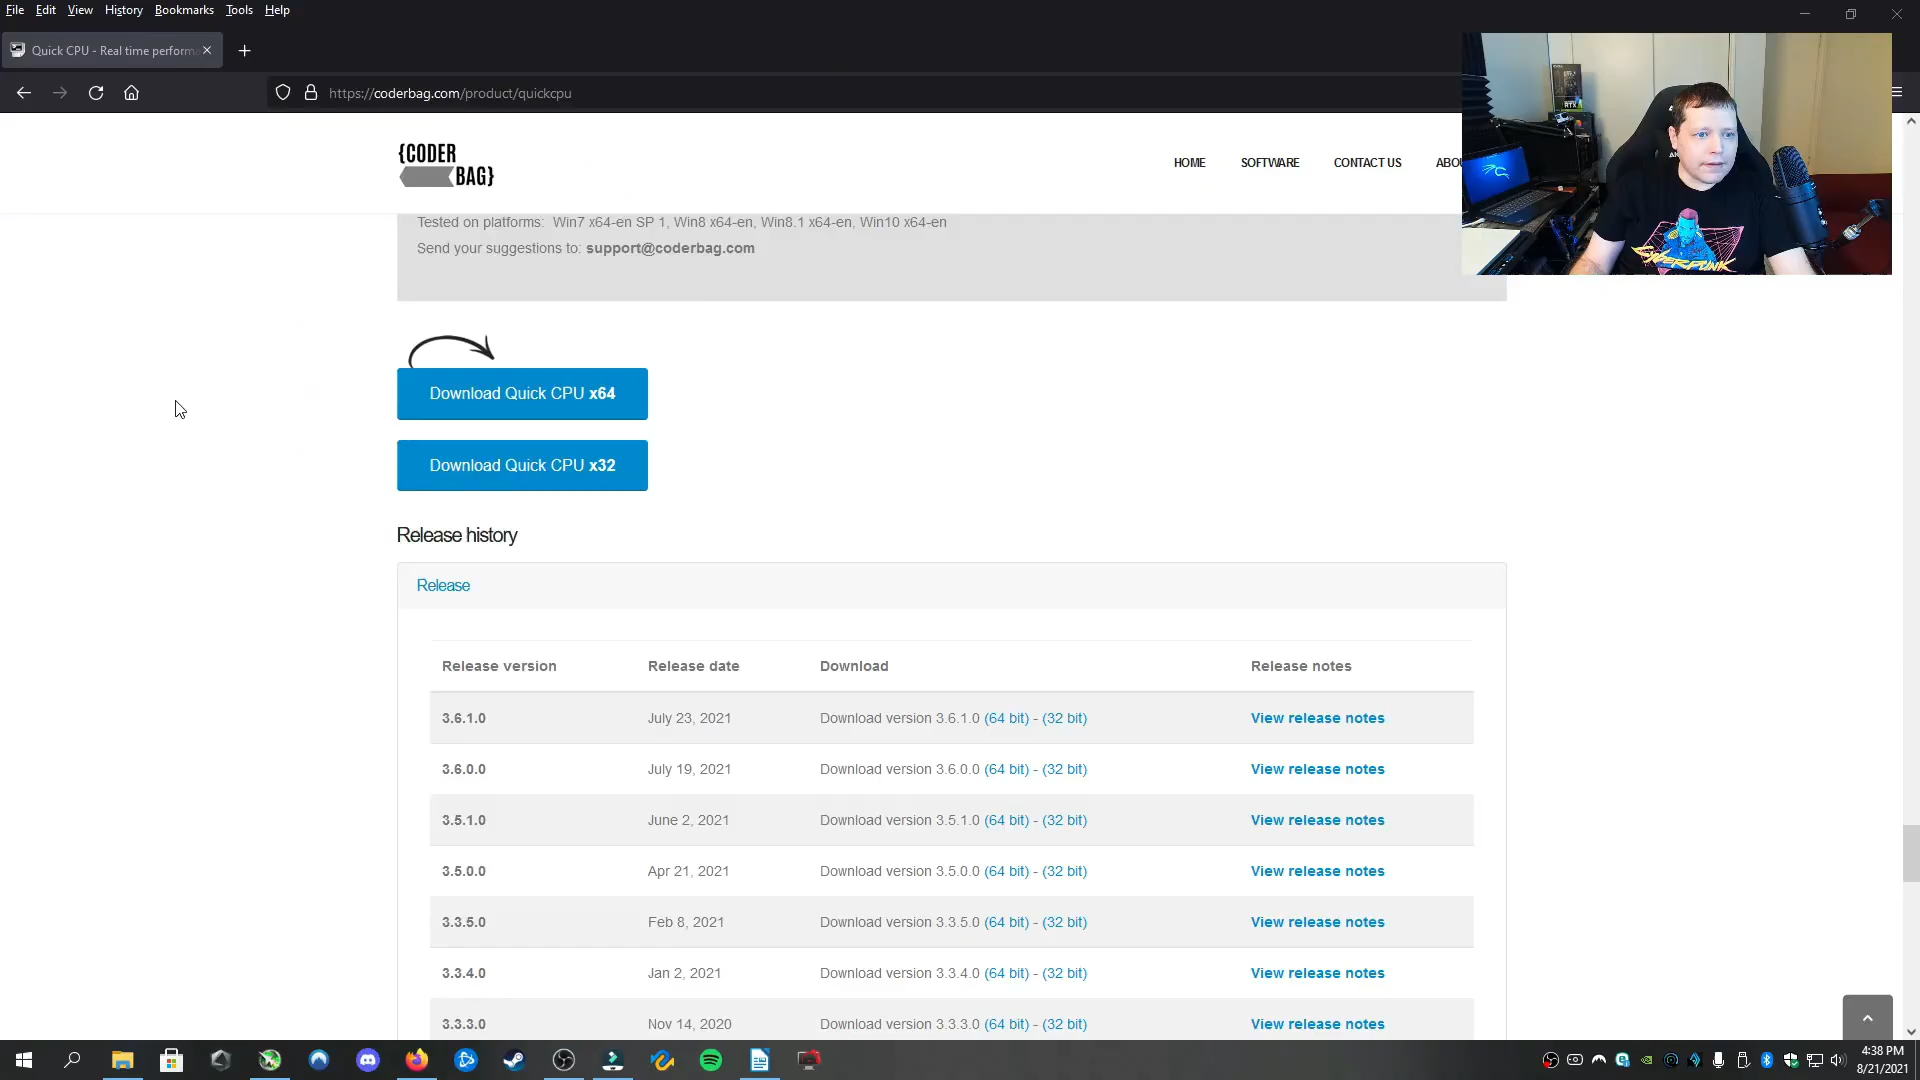 File Edit View History Bookmarks Tools Help
Quick CPU - Real time perform
https://coderbag.com/product/quickcpu
{CODER
BAG}
HOME SOFTWARE CONTACT US ABOU
Tested on platforms: Win7 x64-en SP 1, Win8 x64-en, Win8.1 x64-en, Win10 x64-en
Send your suggestions to: support@coderbag.com
RTX
CYBERPUNK
Download Quick CPU x64
Download Quick CPU x32
Release history
Release
Release version Release date Download Release notes
3.6.1.0 July 23, 2021 Download version 3.6.1.0 (64 bit) - (32 bit) View release notes
3.6.0.0 July 19, 2021 Download version 3.6.0.0 (64 bit) - (32 bit) View release notes
3.5.1.0 June 2, 2021 Download version 3.5.1.0 (64 bit) - (32 bit) View release notes
3.5.0.0 Apr 21, 2021 Download version 3.5.0.0 (64 bit) - (32 bit) View release notes
3.3.5.0 Feb 8, 2021 Download version 3.3.5.0 (64 bit) - (32 bit) View release notes
3.3.4.0 Jan 2, 2021 Download version 3.3.4.0 (64 bit) - (32 bit) View release notes
3.3.3.0 Nov 14, 2020 Download version 3.3.3.0 (64 bit) - (32 bit) View release notes
4:38 PM
8/21/2021